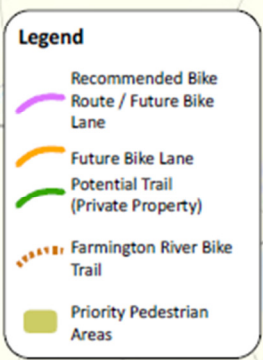 Legend
Recommended Bike
Route / Future Bike
Lane
Future Bike Lane
Potential Trail
(Private Property)
Farmington River Bike
Trail
Priority Pedestrian
Areas